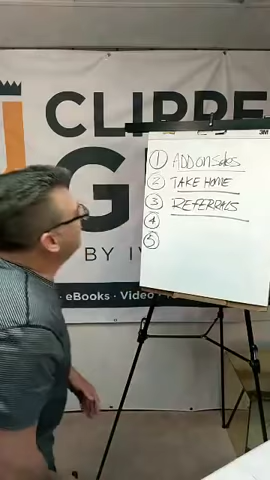 CLIPPE
G
BY
eBooks · Video
3M
① ADD ON Sales
② TAKE HOME
③ REFERRALS
④
⑤